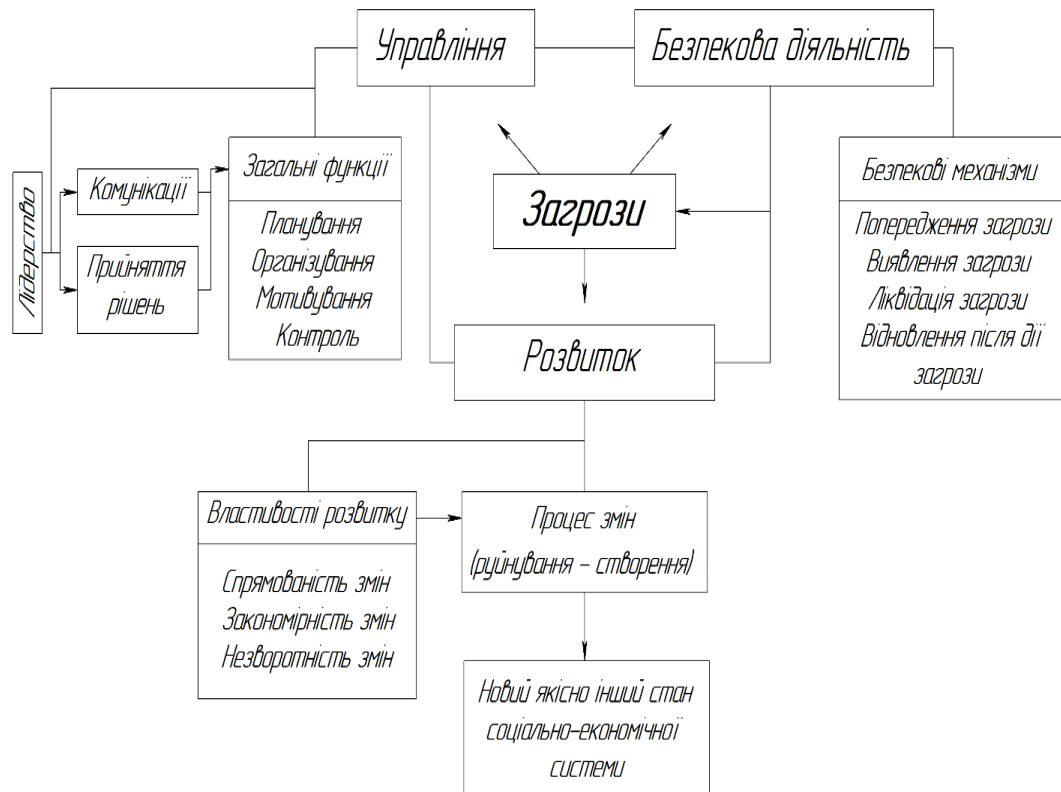 Управління
Безпекова діяльність
Лідерство
Комунікації
Прийняття
рішень
Загальні функції
Планування
Організування
Мотивування
Контроль
Загрози
Безпекові механізми
Попередження загрози
Виявлення загрози
Ліквідація загрози
Відновлення після дії
загрози
Розвиток
Властивості розвитку
Спрямованість змін
Закономірність змін
Незворотність змін
Процес змін
(руйнування – створення)
Новий якісно інший стан
соціально-економічної
системи